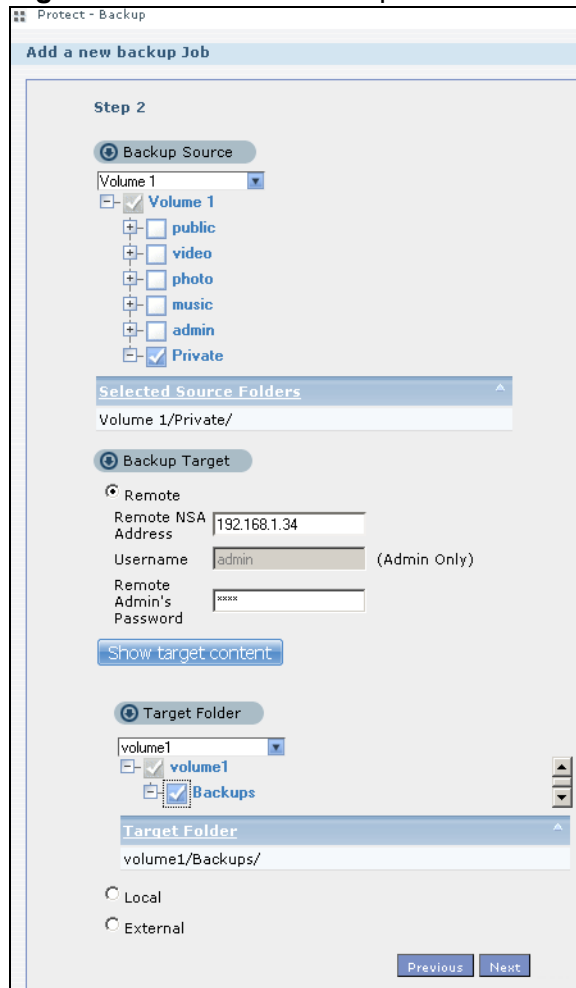 Protect - Backup
Add a new backup Job
Step 2
Backup Source
Volume 1
Volume 1
public
video
photo
music
admin
Private
Selected Source Folders
Volume 1/Private/
Backup Target
Remote
Remote NSA Address 192.168.1.34
Username admin (Admin Only)
Remote Admin's Password ****
Show target content
Target Folder
volume1
volume1
Backups
Target Folder
volume1/Backups/
Local
External
Previous Next